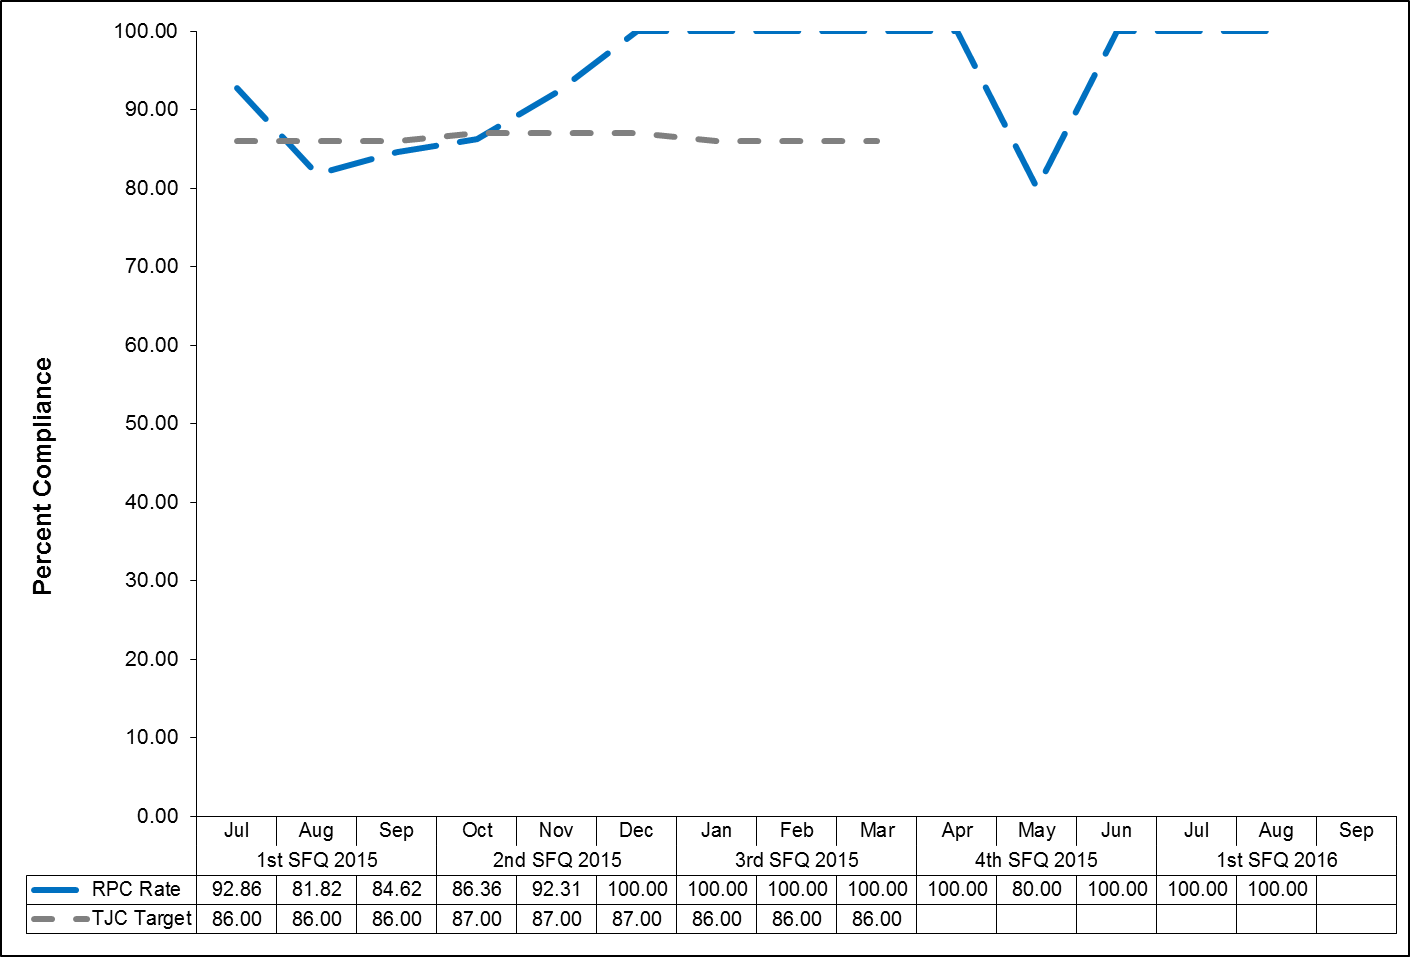 100.00
90.00
80.00
70.00
60.00
50.00
40.00
30.00
20.00
10.00
0.00
Percent Compliance
Jul Aug Sep Oct Nov Dec Jan Feb Mar Apr May Jun Jul Aug Sep
1st SFQ 2015 2nd SFQ 2015 3rd SFQ 2015 4th SFQ 2015 1st SFQ 2016
RPC Rate 92.86 81.82 84.62 86.36 92.31 100.00 100.00 100.00 100.00 100.00 80.00 100.00 100.00 100.00
TJC Target 86.00 86.00 86.00 87.00 87.00 87.00 86.00 86.00 86.00